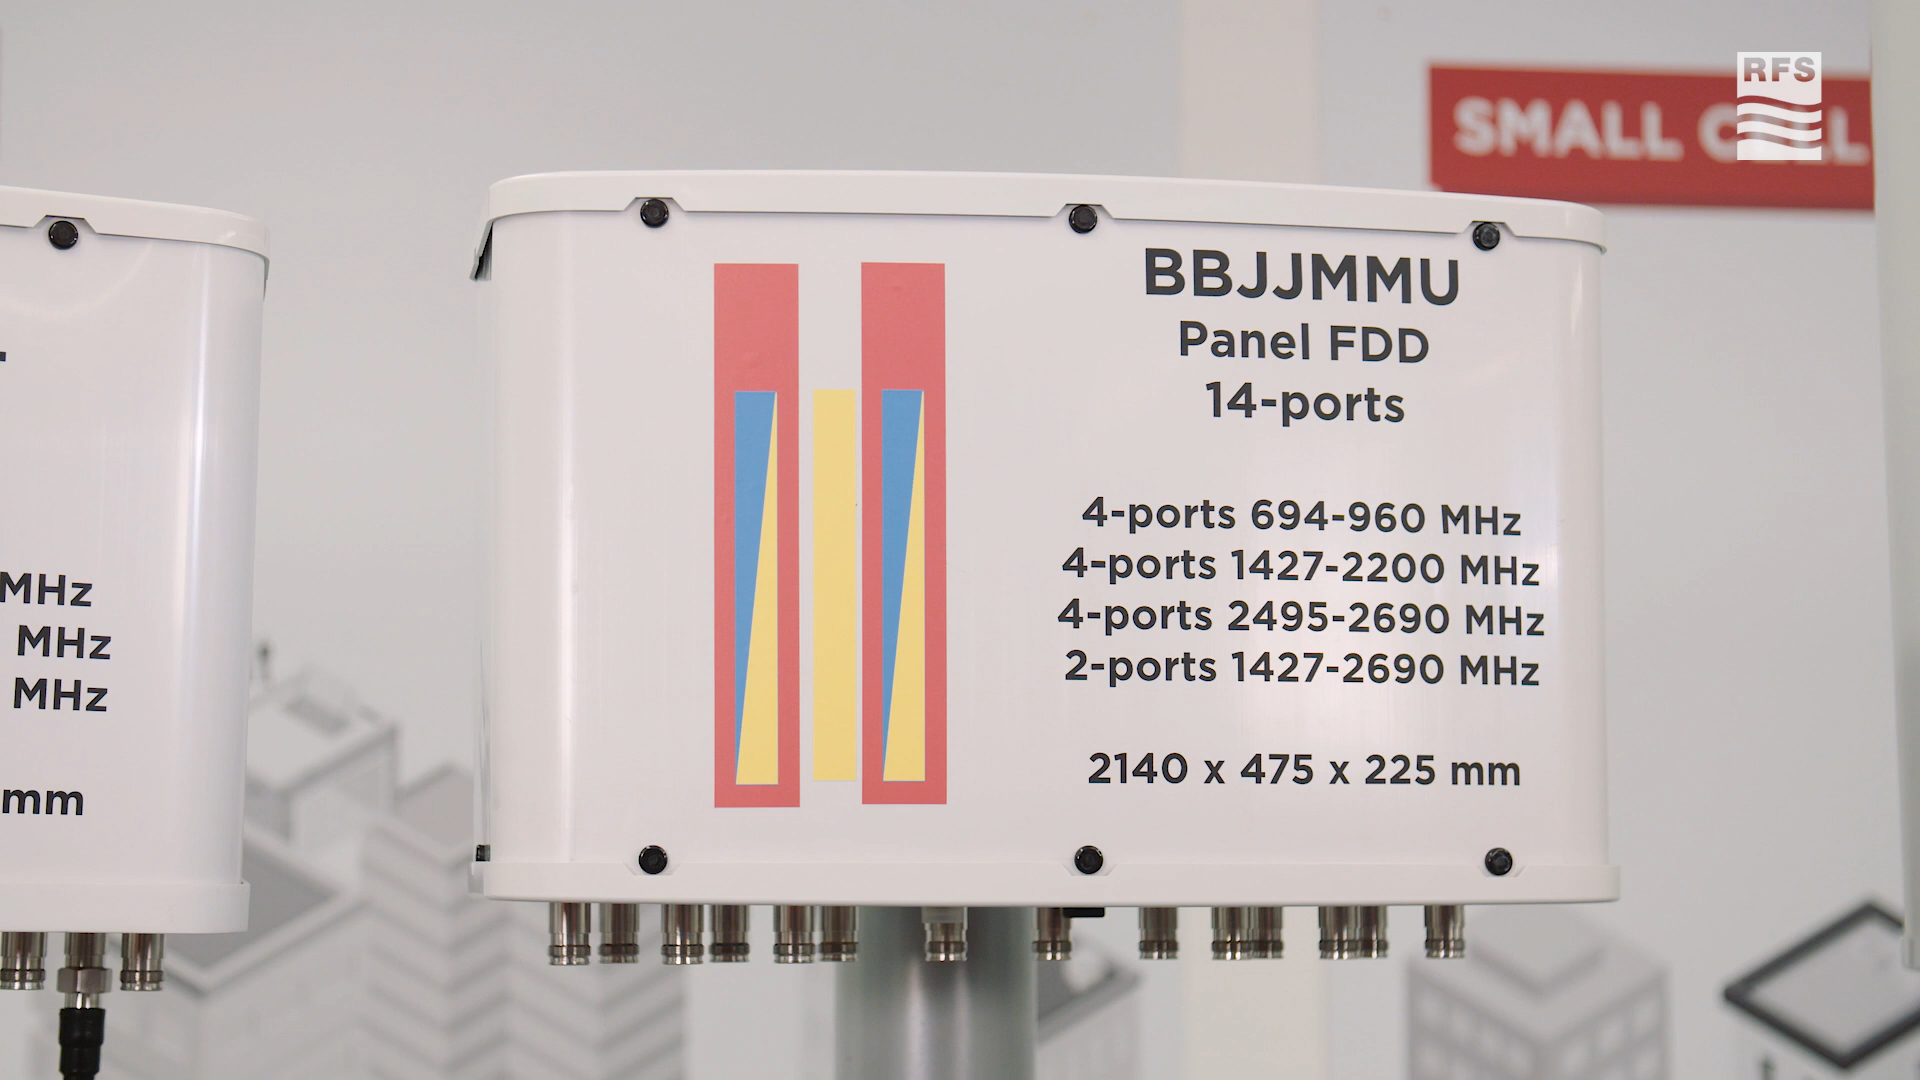 RFS
SMALL CELL
BBJJMMU
Panel FDD
14-ports
4-ports 694-960 MHz
4-ports 1427-2200 MHz
4-ports 2495-2690 MHz
2-ports 1427-2690 MHz
2140 x 475 x 225 mm
MHz
MHz
MHz
mm